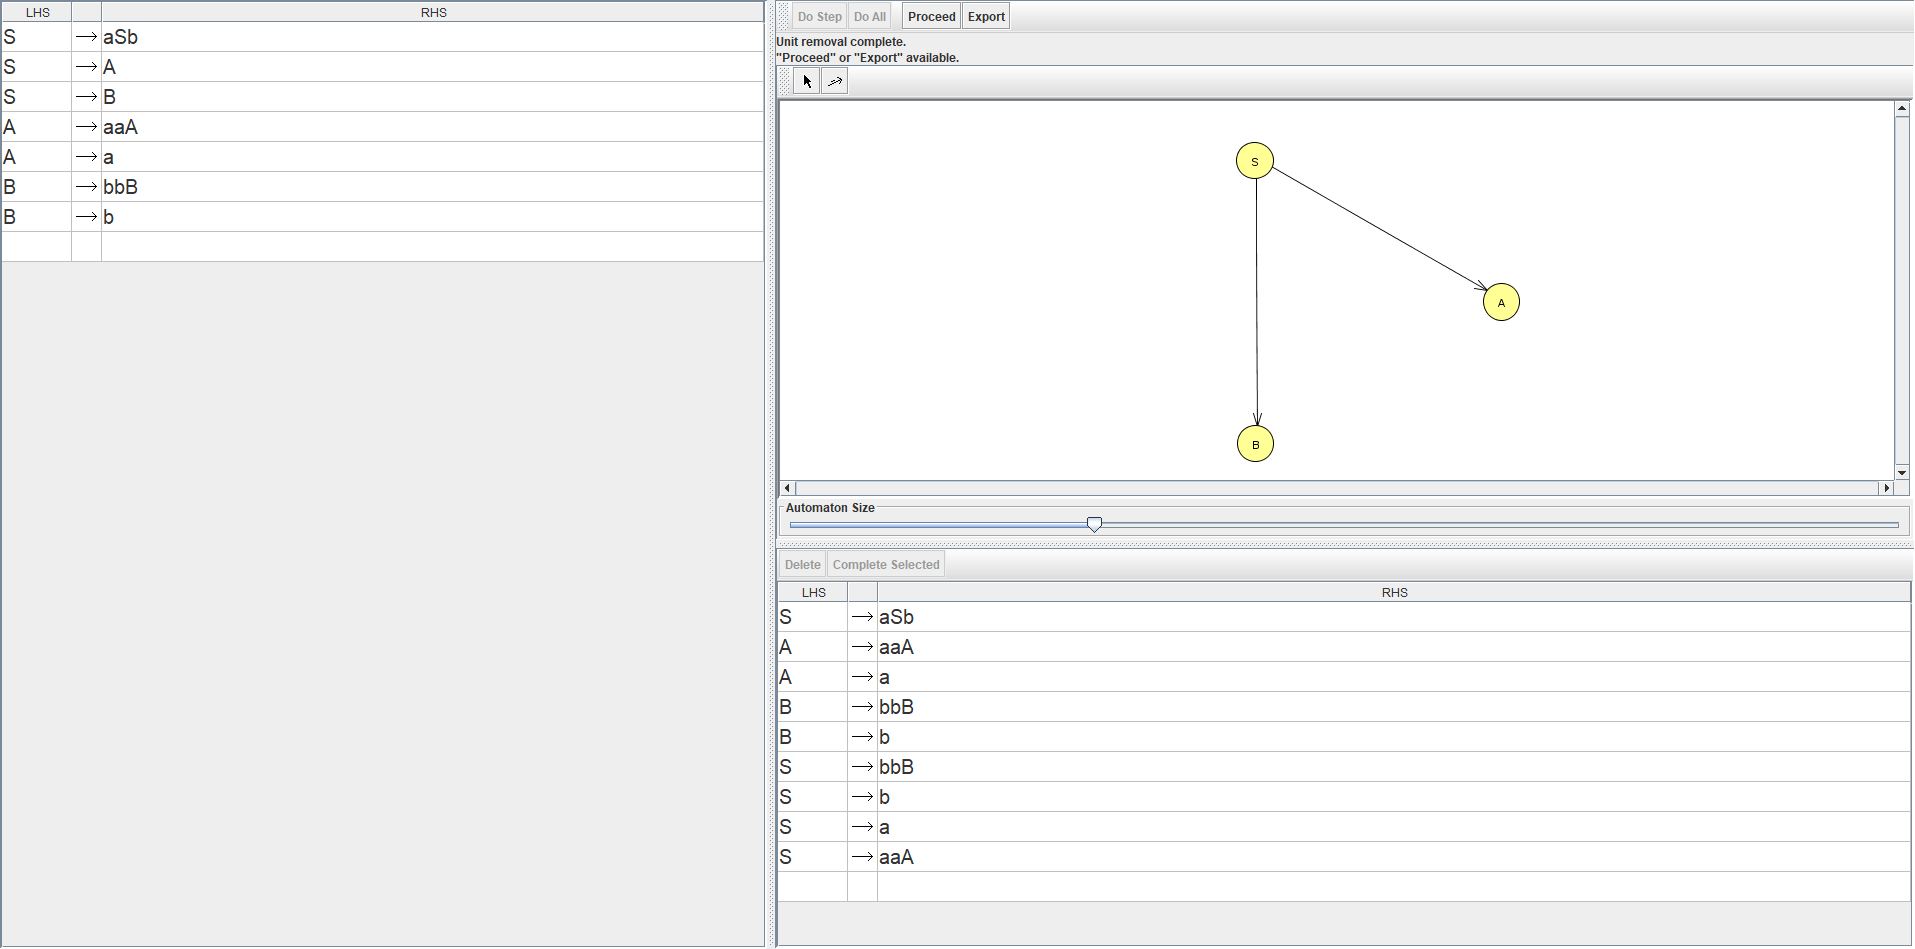 LHS RHS
S → aSb
S → A
S → B
A → aaA
A → a
B → bbB
B → b
Do Step Do All Proceed Export
Unit removal complete.
"Proceed" or "Export" available.
S
A
B
Automaton Size
Delete Complete Selected
LHS RHS
S → aSb
A → aaA
A → a
B → bbB
B → b
S → bbB
S → b
S → a
S → aaA